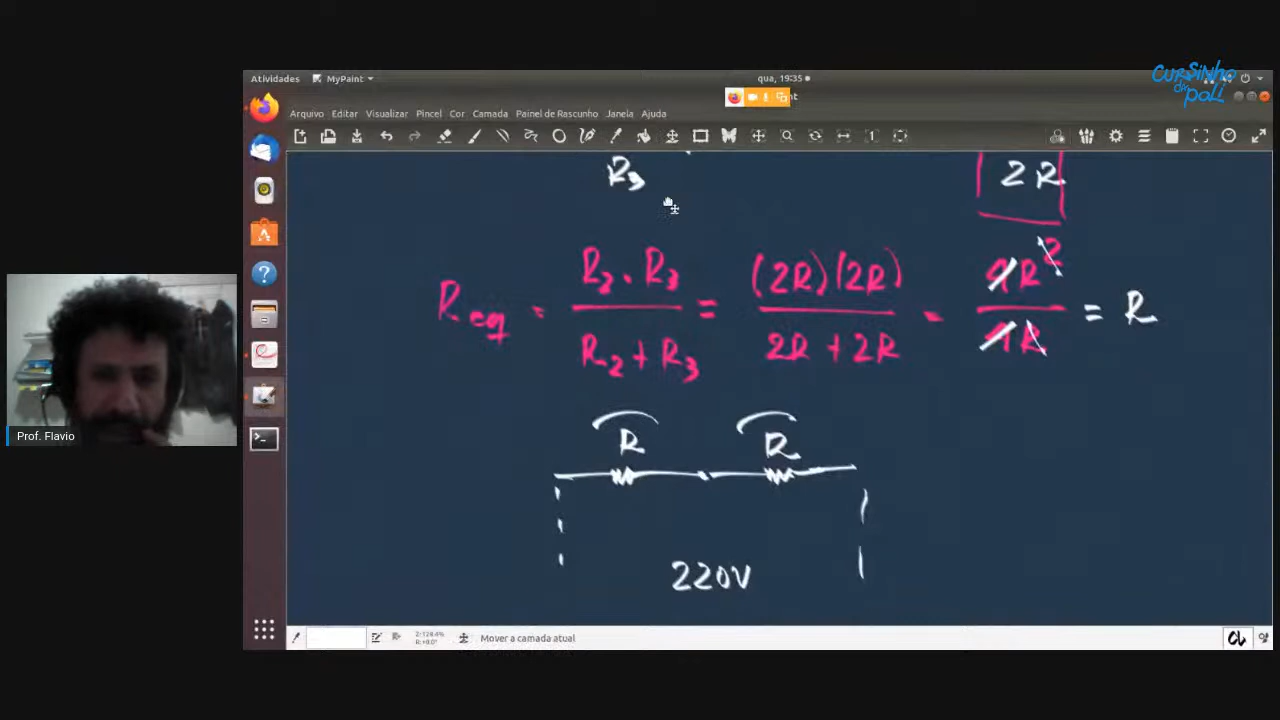 Cursinho da Poli
Atividades MyPaint qua, 19:35
Arquivo Editar Visualizar Pincel Cor Camada Painel de Rascunho Janela Ajuda
R3
2R
Req = R2 . R3 / R2 + R3 = (2R)(2R) / 2R + 2R = 4R² / 4R = R
R R
220V
Prof. Flavio
Mover a camada atual